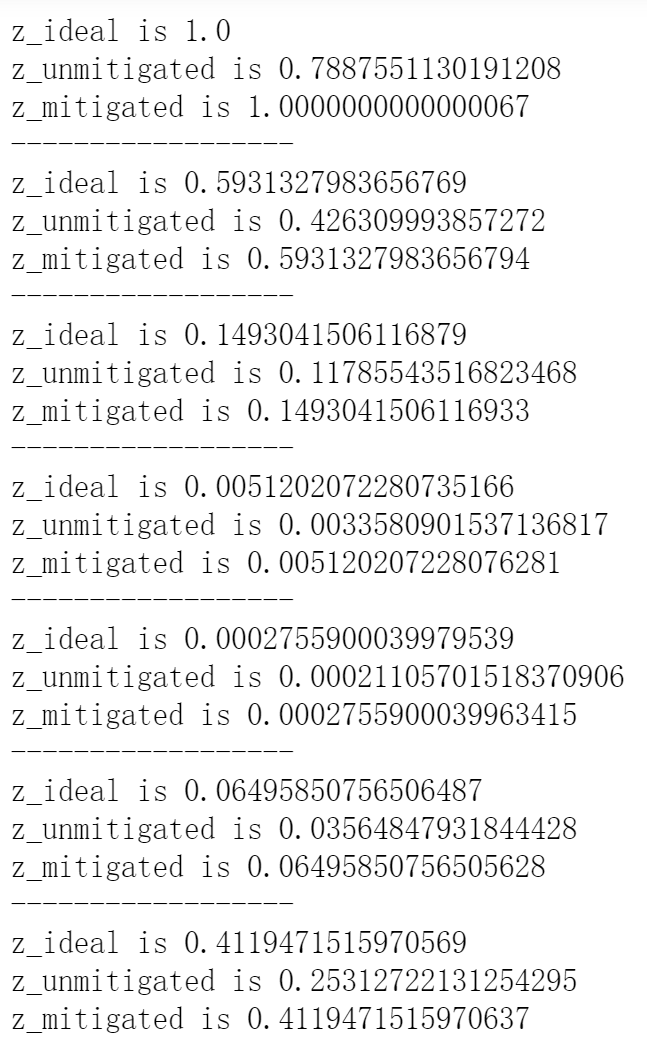 z_ideal is 1.0
z_unmitigated is 0.7887551130191208
z_mitigated is 1.0000000000000067
------------------
z_ideal is 0.5931327983656769
z_unmitigated is 0.426309993857272
z_mitigated is 0.5931327983656794
------------------
z_ideal is 0.1493041506116879
z_unmitigated is 0.11785543516823468
z_mitigated is 0.1493041506116933
------------------
z_ideal is 0.0051202072280735166
z_unmitigated is 0.0033580901537136817
z_mitigated is 0.005120207228076281
------------------
z_ideal is 0.0002755900039979539
z_unmitigated is 0.00021105701518370906
z_mitigated is 0.0002755900039963415
------------------
z_ideal is 0.06495850756506487
z_unmitigated is 0.03564847931844428
z_mitigated is 0.06495850756505628
------------------
z_ideal is 0.4119471515970569
z_unmitigated is 0.25312722131254295
z_mitigated is 0.4119471515970637